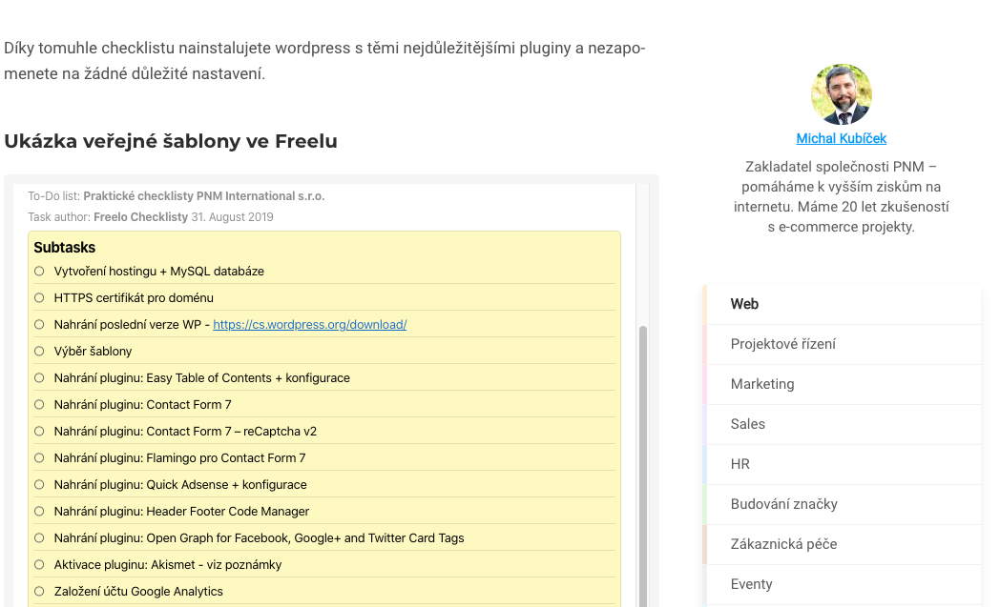 Díky tomuhle checklistu nainstalujete wordpress s těmi nejdůležitějšími pluginy a nezapo-
menete na žádné důležité nastavení.
Ukázka veřejné šablony ve Freelu
To-Do list: Praktické checklisty PNM International s.r.o.
Task author: Freelo Checklisty 31. August 2019
Subtasks
Vytvoření hostingu + MySQL databáze
HTTPS certifikát pro doménu
Nahrání poslední verze WP - https://cs.wordpress.org/download/
Výběr šablony
Nahrání pluginu: Easy Table of Contents + konfigurace
Nahrání pluginu: Contact Form 7
Nahrání pluginu: Contact Form 7 – reCaptcha v2
Nahrání pluginu: Flamingo pro Contact Form 7
Nahrání pluginu: Quick Adsense + konfigurace
Nahrání pluginu: Header Footer Code Manager
Nahrání pluginu: Open Graph for Facebook, Google+ and Twitter Card Tags
Aktivace pluginu: Akismet - viz poznámky
Založení účtu Google Analytics
Michal Kubíček
Zakladatel společnosti PNM –
pomáháme k vyšším ziskům na
internetu. Máme 20 let zkušeností
s e-commerce projekty.
Web
Projektové řízení
Marketing
Sales
HR
Budování značky
Zákaznická péče
Eventy